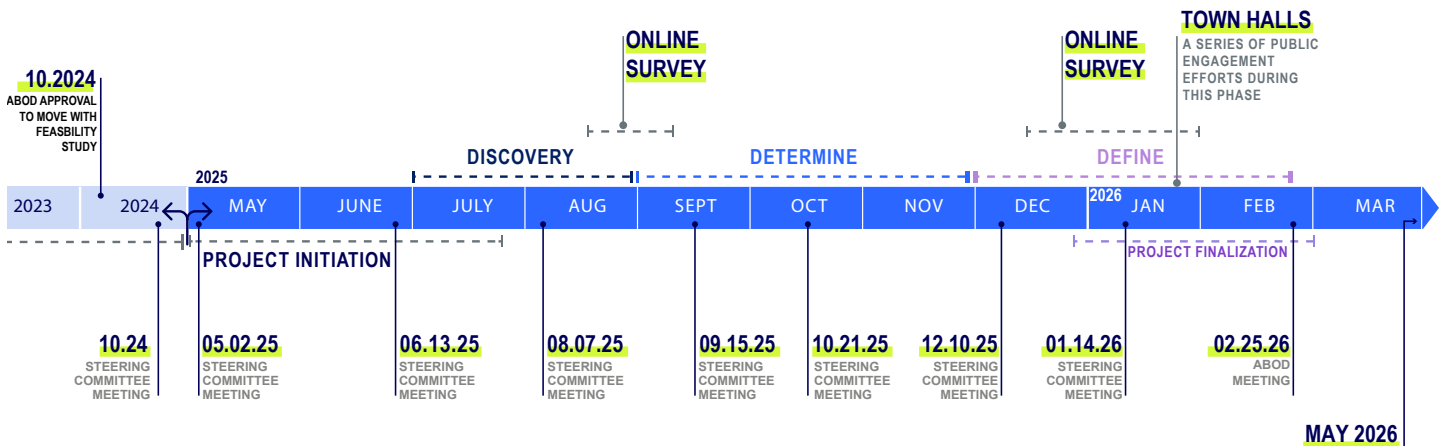 TOWN HALLS
A SERIES OF PUBLIC
ENGAGEMENT
EFFORTS DURING
THIS PHASE
ONLINE
SURVEY
ONLINE
SURVEY
10.2024
ABOD APPROVAL
TO MOVE WITH
FEASBILITY
STUDY
DISCOVERY
DETERMINE
DEFINE
2025
2026
2023
2024
MAY
JUNE
JULY
AUG
SEPT
OCT
NOV
DEC
JAN
FEB
MAR
PROJECT INITIATION
PROJECT FINALIZATION
10.24
STEERING
COMMITTEE
MEETING
05.02.25
STEERING
COMMITTEE
MEETING
06.13.25
STEERING
COMMITTEE
MEETING
08.07.25
STEERING
COMMITTEE
MEETING
09.15.25
STEERING
COMMITTEE
MEETING
10.21.25
STEERING
COMMITTEE
MEETING
12.10.25
STEERING
COMMITTEE
MEETING
01.14.26
STEERING
COMMITTEE
MEETING
02.25.26
ABOD
MEETING
MAY 2026